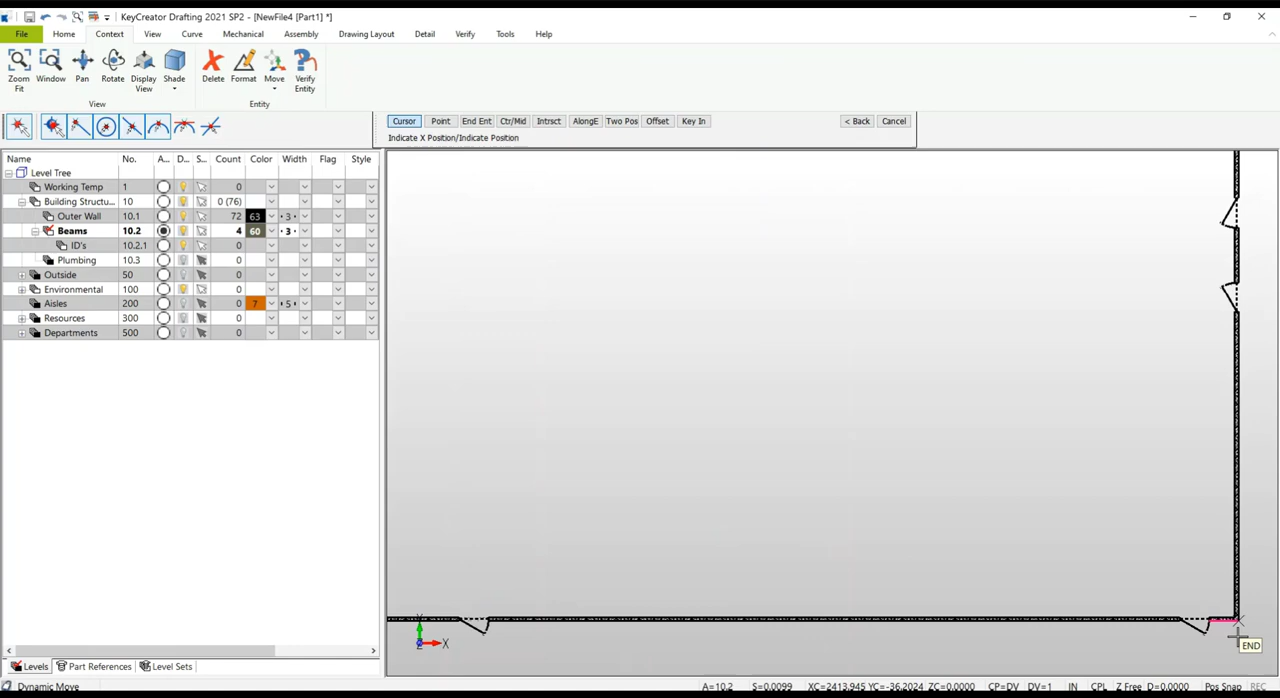 KeyCreator Drafting 2021 SP2 - [NewFile4 [Part1] *]
File Home Context View Curve Mechanical Assembly Drawing Layout Detail Verify Tools Help
Zoom Fit Window Pan Rotate Display View Shade Delete Format Move Verify Entity
View Entity
Cursor Point End Ent Ctr/Mid Intrsct AlongE Two Pos Offset Key In << Back Cancel
Indicate X Position/Indicate Position
Name No. A... D... S... Count Color Width Flag Style
Level Tree
Working Temp 1 0
Building Structu... 10 0 (76)
Outer Wall 10.1 72 63 3
Beams 10.2 4 60 3
ID's 10.2.1 0
Plumbing 10.3 0
Outside 50 0
Environmental 100 0
Aisles 200 0 7 5
Resources 300 0
Departments 500 0
X
END
Levels Part References Level Sets
Dynamic Move A=10.2 S=0.0099 XC=2413.945 YC=-36.2024 ZC=0.0000 CP=DV DV=1 IN CPL Z Free D=0.0000 Pos Snap REC